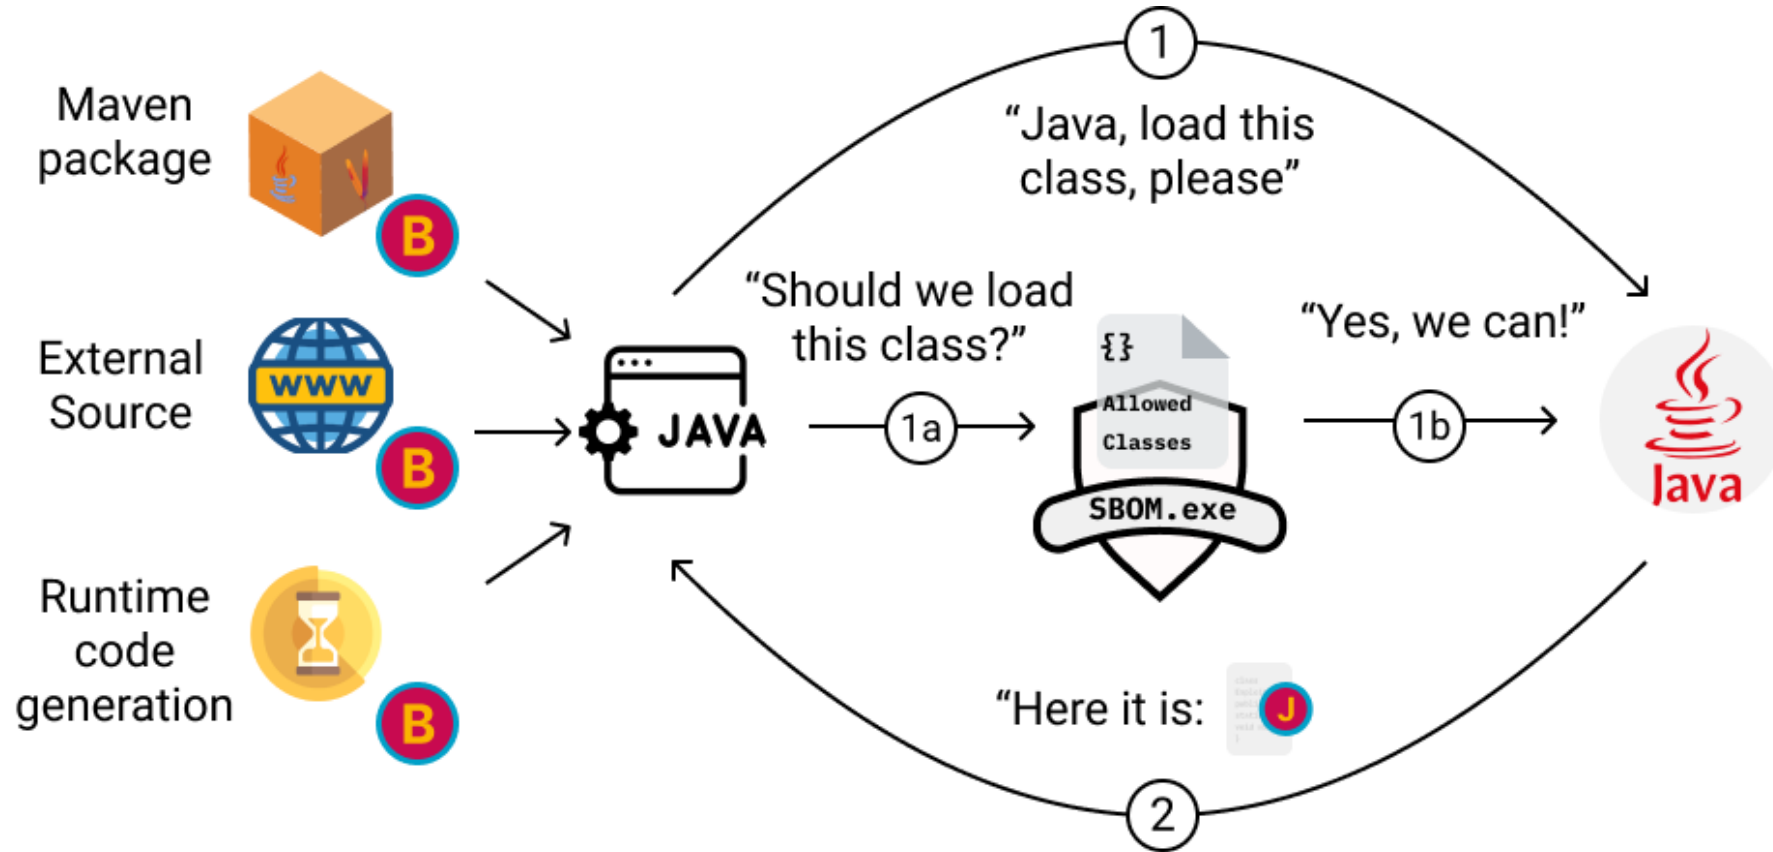 Maven
package
B
External
Source
WWW
B
Runtime
code
generation
B
JAVA
1
“Java, load this
class, please”
“Should we load
this class?”
1a
{}
Allowed
Classes
SBOM.exe
“Yes, we can!”
1b
Java
“Here it is:
J
2